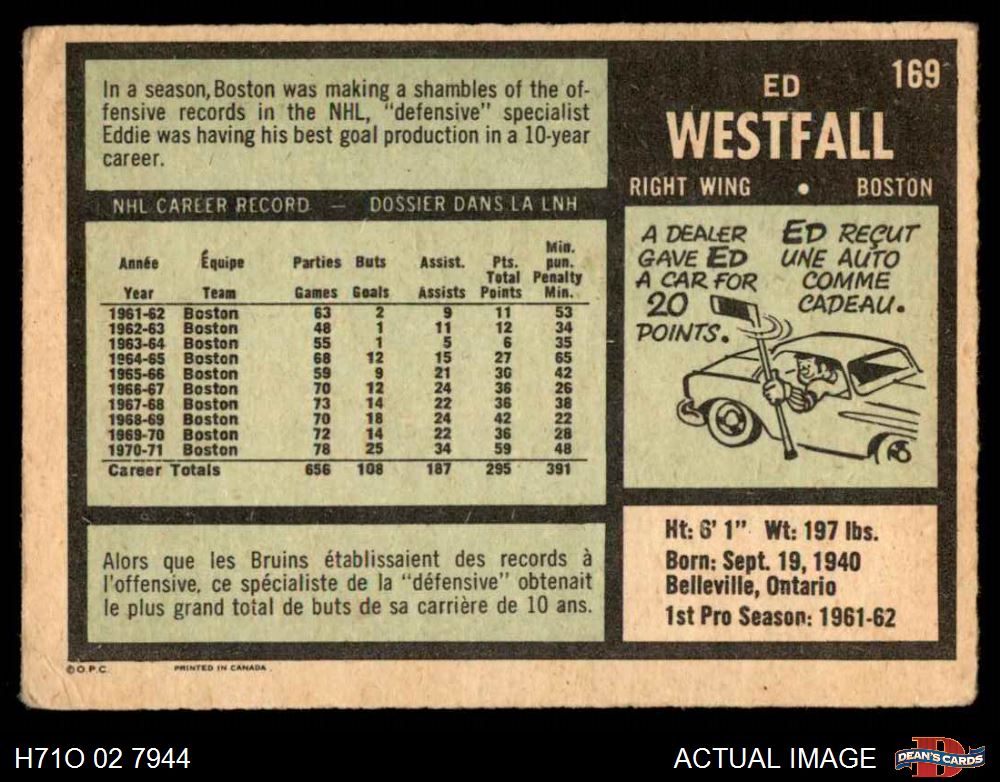 In a season, Boston was making a shambles of the of-
fensive records in the NHL, "defensive" specialist
Eddie was having his best goal production in a 10-year
career.
NHL CAREER RECORD — DOSSIER DANS LA LNH
Année Équipe Parties Buts Assist. Pts. Total Min. pun. Penalty
Year Team Games Goals Assists Points Min.
1961-62 Boston 63 2 9 11 53
1962-63 Boston 48 1 11 12 34
1963-64 Boston 55 1 5 6 35
1964-65 Boston 68 12 15 27 65
1965-66 Boston 59 9 21 30 42
1966-67 Boston 70 12 24 36 26
1967-68 Boston 73 14 22 36 38
1968-69 Boston 70 18 24 42 22
1969-70 Boston 72 14 22 36 28
1970-71 Boston 78 25 34 59 48
Career Totals 656 108 187 295 391
Alors que les Bruins établissaient des records à
l'offensive, ce spécialiste de la "défensive" obtenait
le plus grand total de buts de sa carrière de 10 ans.
169
ED
WESTFALL
RIGHT WING • BOSTON
A DEALER
GAVE ED
A CAR FOR
20
POINTS.
ED REÇUT
UNE AUTO
COMME
CADEAU.
Ht: 6' 1" Wt: 197 lbs.
Born: Sept. 19, 1940
Belleville, Ontario
1st Pro Season: 1961-62
©O.P.C. PRINTED IN CANADA
H71O 02 7944
ACTUAL IMAGE
DEAN'S CARDS